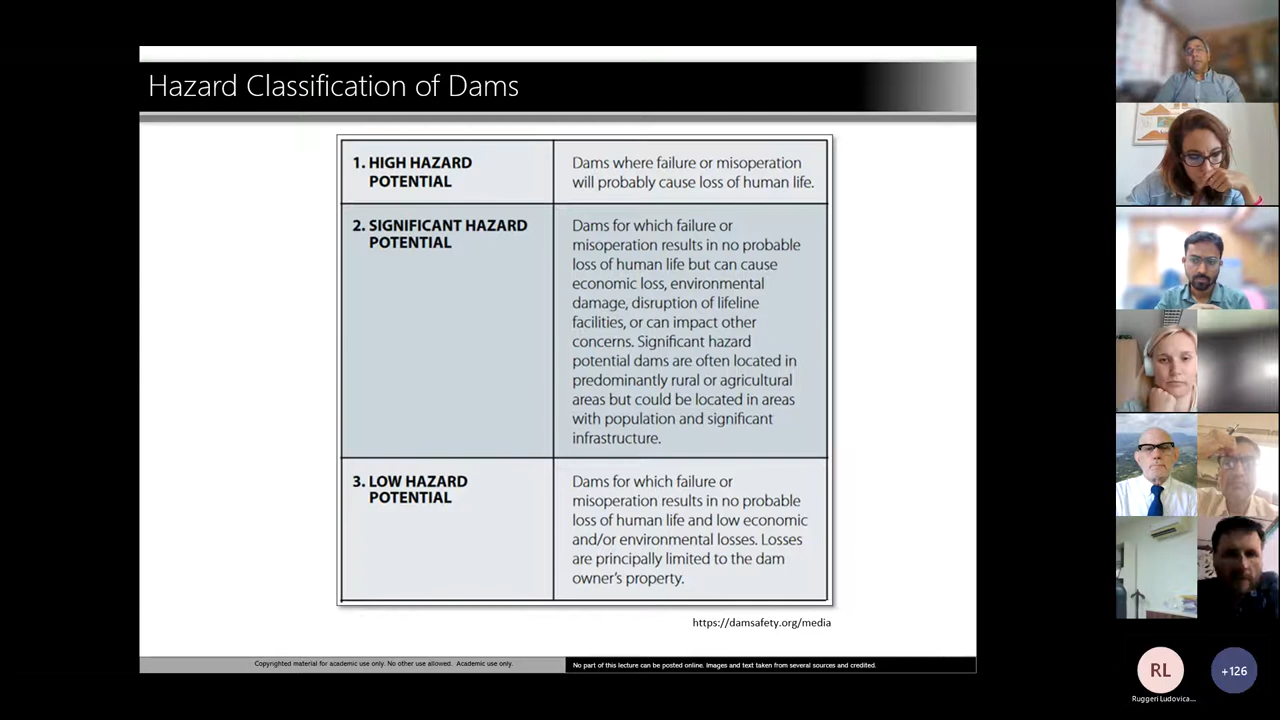 Hazard Classification of Dams
1. HIGH HAZARD
POTENTIAL
Dams where failure or misoperation
will probably cause loss of human life.
2. SIGNIFICANT HAZARD
POTENTIAL
Dams for which failure or
misoperation results in no probable
loss of human life but can cause
economic loss, environmental
damage, disruption of lifeline
facilities, or can impact other
concerns. Significant hazard
potential dams are often located in
predominantly rural or agricultural
areas but could be located in areas
with population and significant
infrastructure.
3. LOW HAZARD
POTENTIAL
Dams for which failure or
misoperation results in no probable
loss of human life and low economic
and/or environmental losses. Losses
are principally limited to the dam
owner's property.
https://damsafety.org/media
Copyrighted material for academic use only. No other use allowed. Academic use only.
No part of this lecture can be posted online. Images and text taken from several sources and credited.
RL
Ruggeri Ludovica...
+126